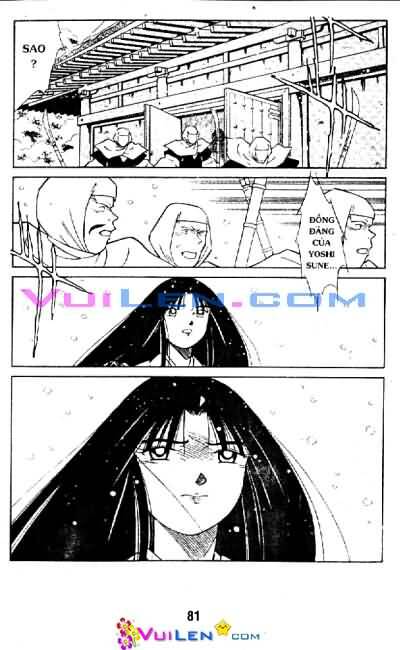 SAO
?
ĐỒNG
ĐẢNG
CỦA
YOSHI
SUNE...
VUILEN.COM
81
VUILEN.COM